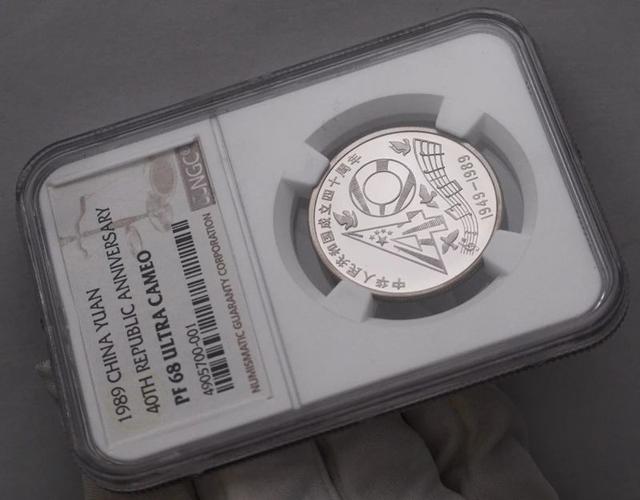 NGC
1989 CHINA YUAN
40TH REPUBLIC ANNIVERSARY
PF 68 ULTRA CAMEO
4905700-001
NUMISMATIC GUARANTY CORPORATION
中华人民共和国成立四十周年
1949-1989